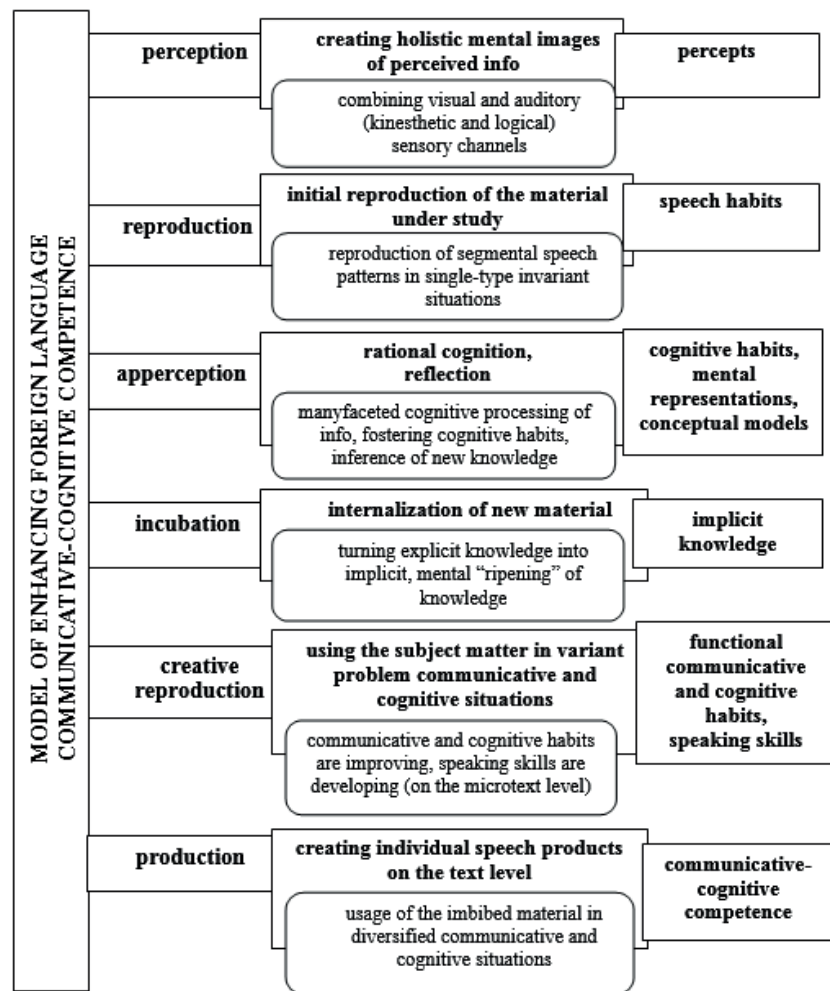 MODEL OF ENHANCING FOREIGN LANGUAGE
COMMUNICATIVE-COGNITIVE COMPETENCE
perception
creating holistic mental images
of perceived info
combining visual and auditory
(kinesthetic and logical)
sensory channels
percepts
reproduction
initial reproduction of the material
under study
reproduction of segmental speech
patterns in single-type invariant
situations
speech habits
apperception
rational cognition,
reflection
manyfaceted cognitive processing of
info, fostering cognitive habits,
inference of new knowledge
cognitive habits,
mental
representations,
conceptual models
incubation
internalization of new material
turning explicit knowledge into
implicit, mental “ripening” of
knowledge
implicit
knowledge
creative
reproduction
using the subject matter in variant
problem communicative and
cognitive situations
communicative and cognitive habits
are improving, speaking skills are
developing (on the microtext level)
functional
communicative
and cognitive
habits,
speaking skills
production
creating individual speech products
on the text level
usage of the imbibed material in
diversified communicative and
cognitive situations
communicative-
cognitive
competence